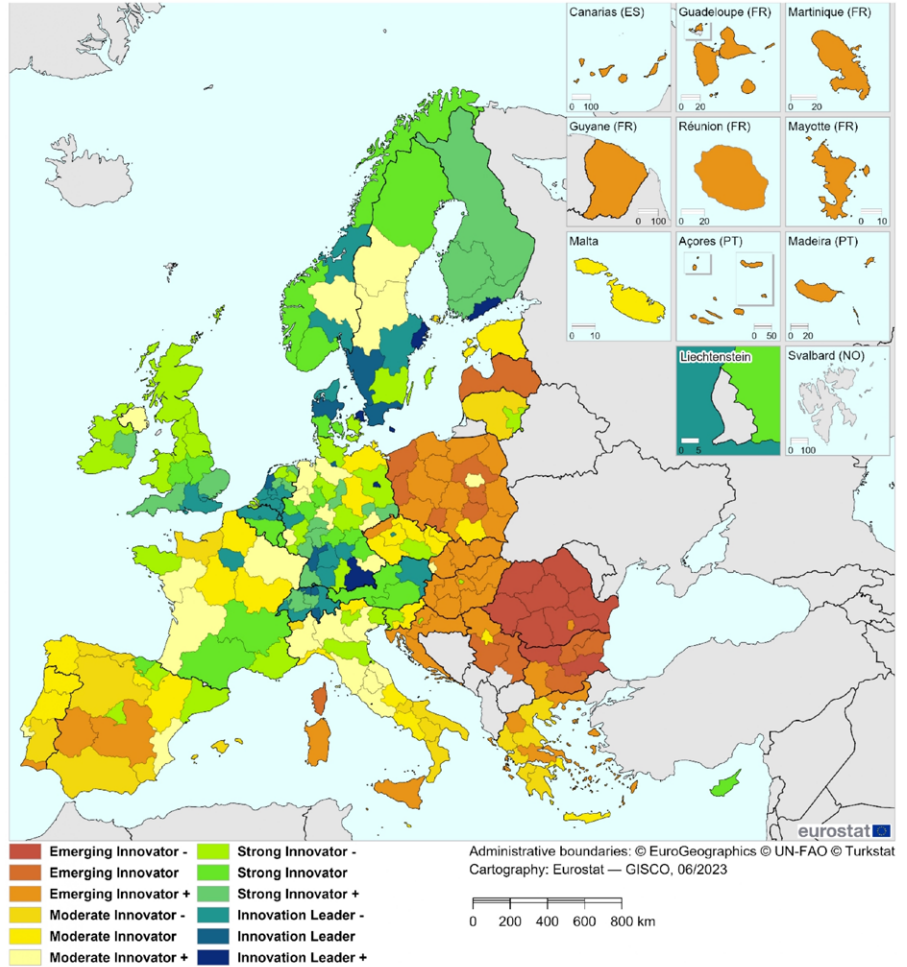 Canarias (ES)
0 100
Guadeloupe (FR)
0 20
Martinique (FR)
0 20
Guyane (FR)
0 100
Réunion (FR)
0 20
Mayotte (FR)
0 10
Malta
0 10
Açores (PT)
0 50
Madeira (PT)
0 20
Liechtenstein
0 5
Svalbard (NO)
0 100
eurostat
Emerging Innovator -
Emerging Innovator
Emerging Innovator +
Moderate Innovator -
Moderate Innovator
Moderate Innovator +
Strong Innovator -
Strong Innovator
Strong Innovator +
Innovation Leader -
Innovation Leader
Innovation Leader +
Administrative boundaries: © EuroGeographics © UN-FAO © Turkstat
Cartography: Eurostat — GISCO, 06/2023
0 200 400 600 800 km